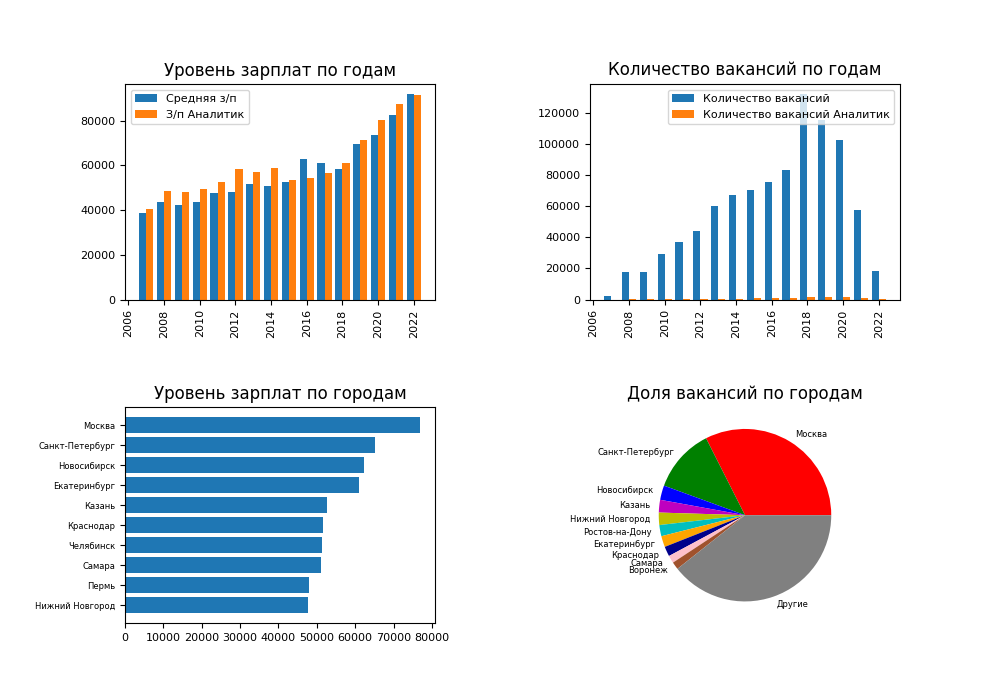 Уровень зарплат по годам
Средняя з/п
З/п Аналитик
80000
60000
40000
20000
0
2006
2008
2010
2012
2014
2016
2018
2020
2022
Количество вакансий по годам
Количество вакансий
Количество вакансий Аналитик
120000
100000
80000
60000
40000
20000
0
2006
2008
2010
2012
2014
2016
2018
2020
2022
Уровень зарплат по городам
Москва
Санкт-Петербург
Новосибирск
Екатеринбург
Казань
Краснодар
Челябинск
Самара
Пермь
Нижний Новгород
0 10000 20000 30000 40000 50000 60000 70000 80000
Доля вакансий по городам
Москва
Санкт-Петербург
Новосибирск
Казань
Нижний Новгород
Ростов-на-Дону
Екатеринбург
Краснодар
Самара
Воронеж
Другие